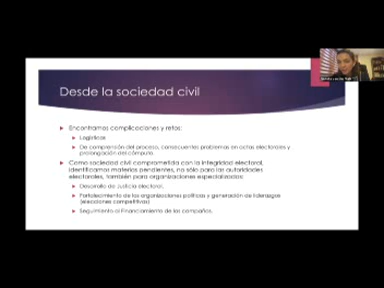 Desde la sociedad civil
Encontramos complicaciones y retos:
Logísticas
De comprensión del proceso, consecuentes problemas en actas electorales y
prolongación del cómputo
Como sociedad civil comprometida con la integridad electoral,
identificamos materias pendientes, no sólo para las autoridades
electorales, también para organizaciones especializadas:
Desarrollo de Justicia electoral.
Fortalecimiento de las organizaciones políticas y generación de liderazgos
(elecciones competitivas)
Seguimiento al Financiamiento de las campañas.